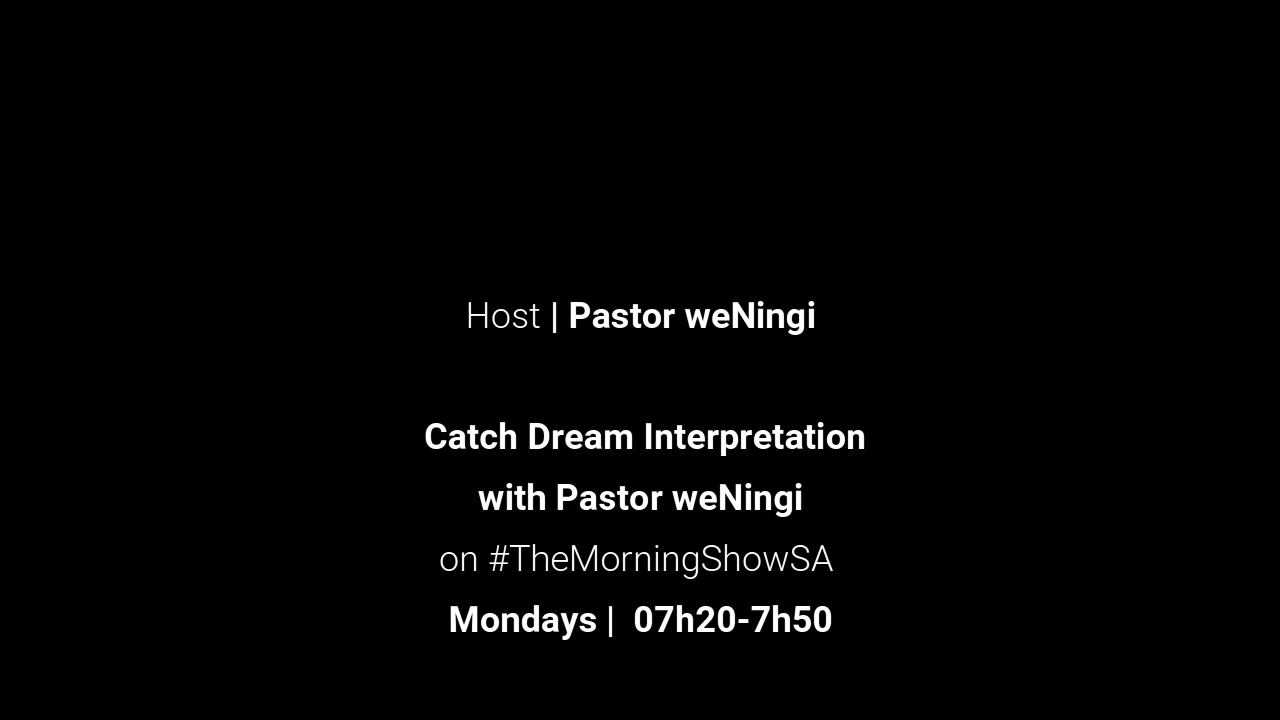 Host | Pastor weNingi
Catch Dream Interpretation
with Pastor weNingi
on #TheMorningShowSA
Mondays |  07h20-7h50